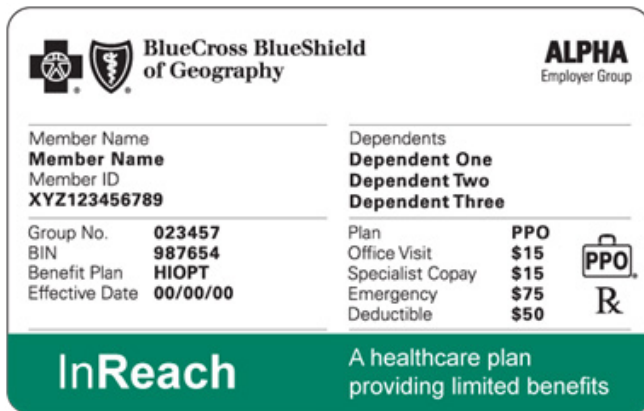 BlueCross BlueShield
of Geography
ALPHA
Employer Group
Member Name
Member Name
Member ID
XYZ123456789
Dependents
Dependent One
Dependent Two
Dependent Three
Group No. 023457
BIN 987654
Benefit Plan HIOPT
Effective Date 00/00/00
Plan PPO
Office Visit $15
Specialist Copay $15
Emergency $75
Deductible $50
PPO
Rx
InReach
A healthcare plan
providing limited benefits